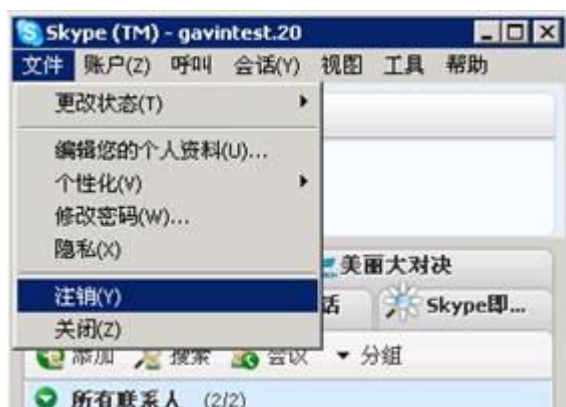 Skype (TM) - gavintest.20
文件 账户(Z) 呼叫 会话(Y) 视图 工具 帮助
更改状态(T)
编辑您的个人资料(U)...
个性化(V)
修改密码(W)...
隐私(X)
美丽大对决
注销(Y)
话 Skype即...
关闭(Z)
添加 搜索 会议 分组
所有联系人 (2/2)